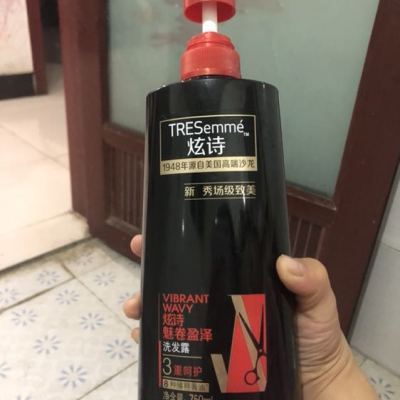 TRESemmé™
炫诗
1948年源自美国高端沙龙
新 秀场级致美
VIBRANT
WAVY
炫诗
魅卷盈泽
洗发露
3重呵护
净含量: 750ml